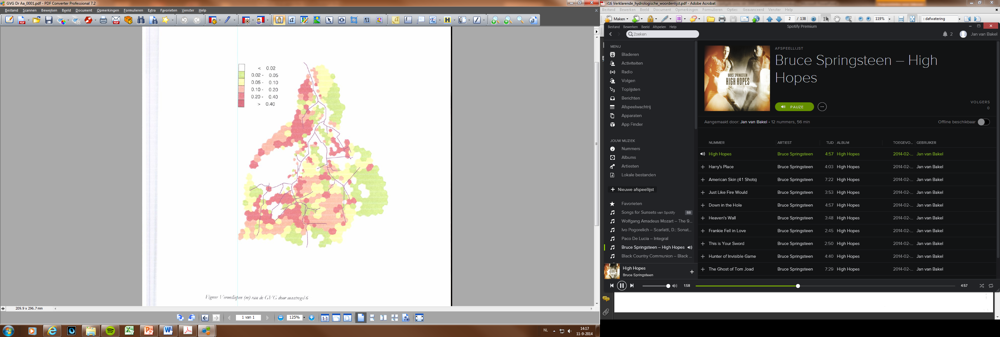 GVG Dr Aa_0001.pdf - PDF Converter Professional 7.2
Bestand Scannen Bewerken Beeld Document Opmerkingen Formulieren Extra Favorieten Venster Help
< 0.02
0.02 - 0.05
0.05 - 0.10
0.10 - 0.20
0.20 - 0.40
> 0.40
Figuur Verondiepen (m) van de GVG door maatregel 6
209.9 x 296.7 mm
1 van 1
125%
NL
14:17
11-9-2014
r16 Verklarende_hydrologische_woordenlijst.pdf - Adobe Acrobat
Bestand Bewerken Beeld Document Opmerkingen Formulieren Opties Geavanceerd Venster Help
Maken
2 / 138
119%
: dafwatering
Bestand Bewerken Beeld Afspelen Help
Spotify Premium
Zoeken
2
Jan van Bakel
MENU
Bladeren
Activiteiten
Radio
Volgen
Toplijsten
Berichten
Afspeelwachtrij
Apparaten
App Finder
JOUW MUZIEK
Nummers
Albums
Artiesten
Lokale bestanden
Nieuwe afspeellijst
Favorieten
Songs for Sunsets van Spotify 88
Wolfgang Amadeus Mozart – The 9...
Ivo Pogorelich – Scarlatti, D.: Sonat...
Paco De Lucia – Integral
Bruce Springsteen – High Hopes
Black Country Communion – Black ...
High Hopes
Bruce Springsteen
BRUCE SPRINGSTEEN
HIGH HOPES
AFSPEELLIJST
Bruce Springsteen – High
Hopes
PAUZE
VOLGERS
0
Aangemaakt door: Jan van Bakel • 12 nummers, 56 min
Offline beschikbaar
NUMMER ARTIEST TIJD ALBUM TOEGEVO... GEBRUIKER
High Hopes Bruce Springsteen 4:57 High Hopes 2014-02-... Jan van Bakel
Harry's Place Bruce Springsteen 4:03 High Hopes 2014-02-... Jan van Bakel
American Skin (41 Shots) Bruce Springsteen 7:22 High Hopes 2014-02-... Jan van Bakel
Just Like Fire Would Bruce Springsteen 3:53 High Hopes 2014-02-... Jan van Bakel
Down in the Hole Bruce Springsteen 4:57 High Hopes 2014-02-... Jan van Bakel
Heaven's Wall Bruce Springsteen 3:48 High Hopes 2014-02-... Jan van Bakel
Frankie Fell in Love Bruce Springsteen 2:45 High Hopes 2014-02-... Jan van Bakel
This is Your Sword Bruce Springsteen 2:50 High Hopes 2014-02-... Jan van Bakel
Hunter of Invisible Game Bruce Springsteen 4:40 High Hopes 2014-02-... Jan van Bakel
The Ghost of Tom Joad Bruce Springsteen 7:29 High Hopes 2014-02-... Jan van Bakel
1:58
4:57